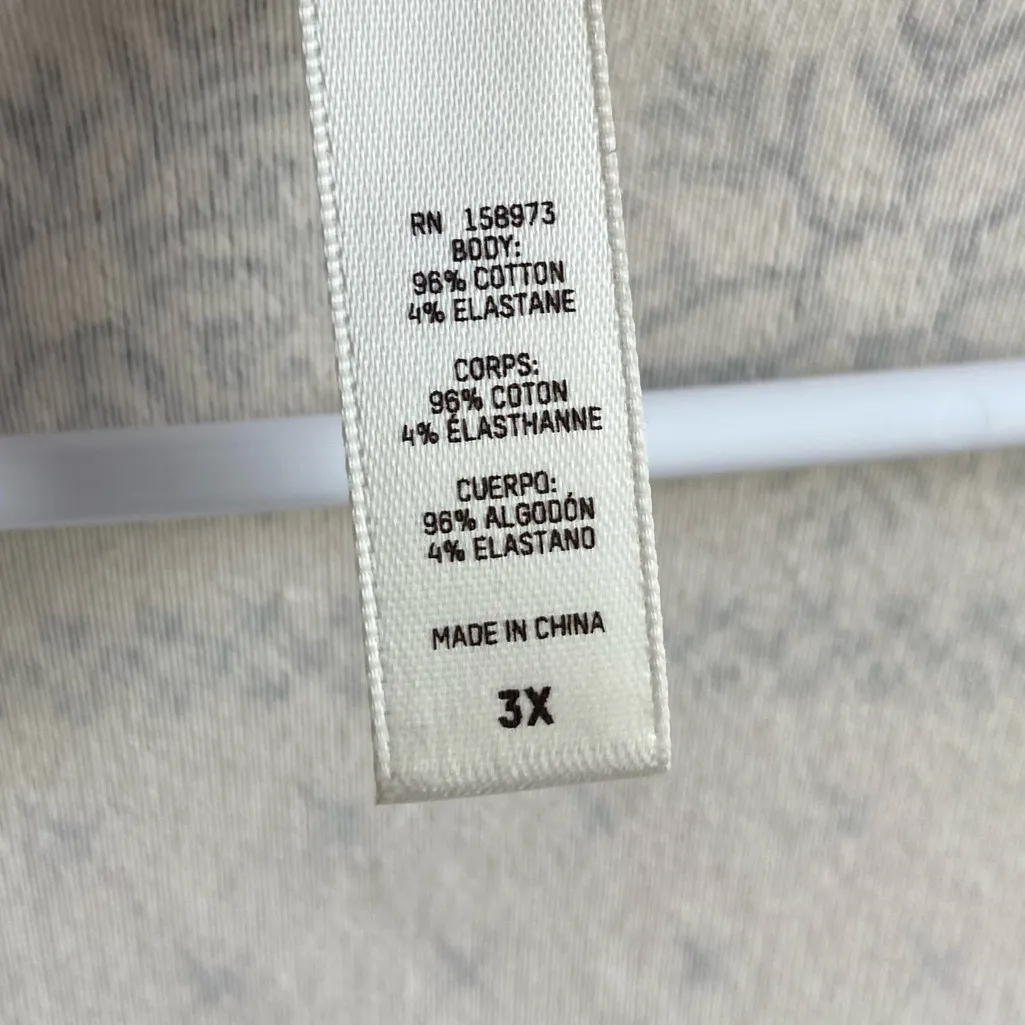 RN 158973
BODY:
96% COTTON
4% ELASTANE
CORPS:
96% COTON
4% ÉLASTHANNE
CUERPO:
96% ALGODÓN
4% ELASTANO
MADE IN CHINA
3X